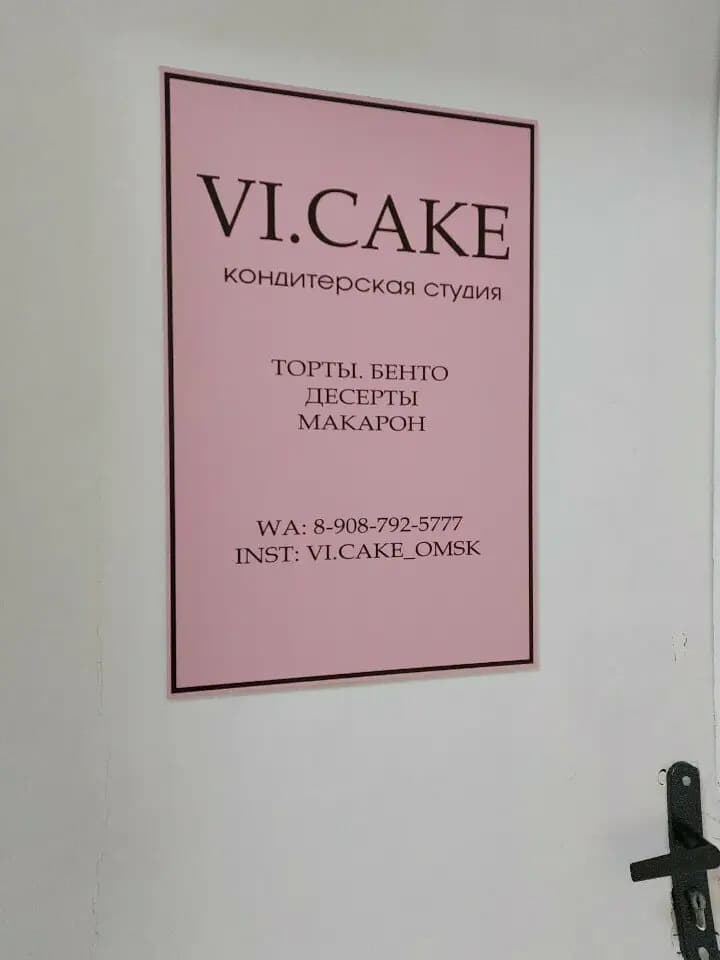 VI.CAKE
кондитерская студия
ТОРТЫ. БЕНТО
ДЕСЕРТЫ
МАКАРОН
WA: 8-908-792-5777
INST: VI.CAKE_OMSK